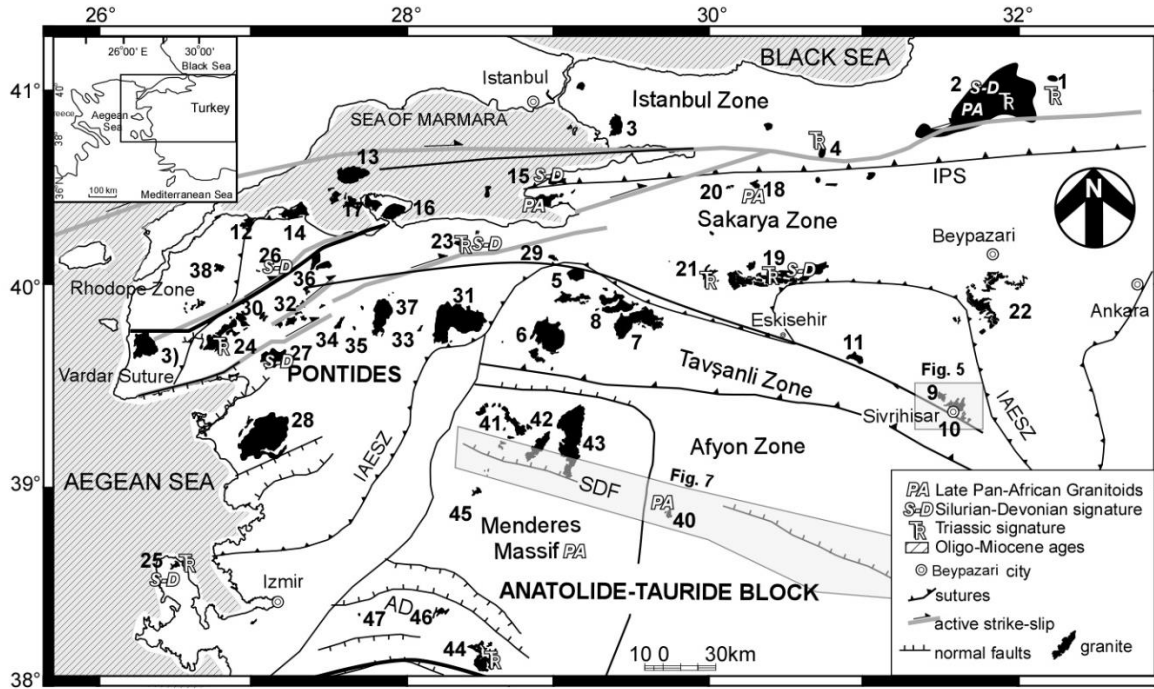 26° 28° 30° 32°
26°00' E 30°00'
Black Sea
40°
Turkey
Aegean
Sea
38°
36°N
100 km
Mediterranean Sea
BLACK SEA
Istanbul
41°
Istanbul Zone
2 S-D TR 1
PA TR
SEA OF MARMARA
3
TR
4
13
15 S-D
IPS
N
PA
20 18
PA
17 16
12 14
Sakarya Zone
23 TR S-D
Beypazari
26
S-D
29
38
21 TR
19
TR S-D
36
40°
Rhodope Zone
5
30 32
37 31
8
22
Ankara
Eskisehir
3)
24 TR
34 35 33
6
7
11
27
S-D
Vardar Suture
PONTIDES
Tavşanli Zone
Fig. 5
9
Sivrihisar
10
IAESZ
28
41 42
43
Afyon Zone
IAESZ
AEGEAN SEA
Fig. 7
39°
SDF
PA
40
45
Menderes
Massif PA
25 TR
S-D
Izmir
ANATOLIDE-TAURIDE BLOCK
AD
47 46
44
TR
10 0 30km
38°
PA Late Pan-African Granitoids
S-D Silurian-Devonian signature
TR Triassic signature
Oligo-Miocene ages
Beypazari city
sutures
active strike-slip
normal faults
granite